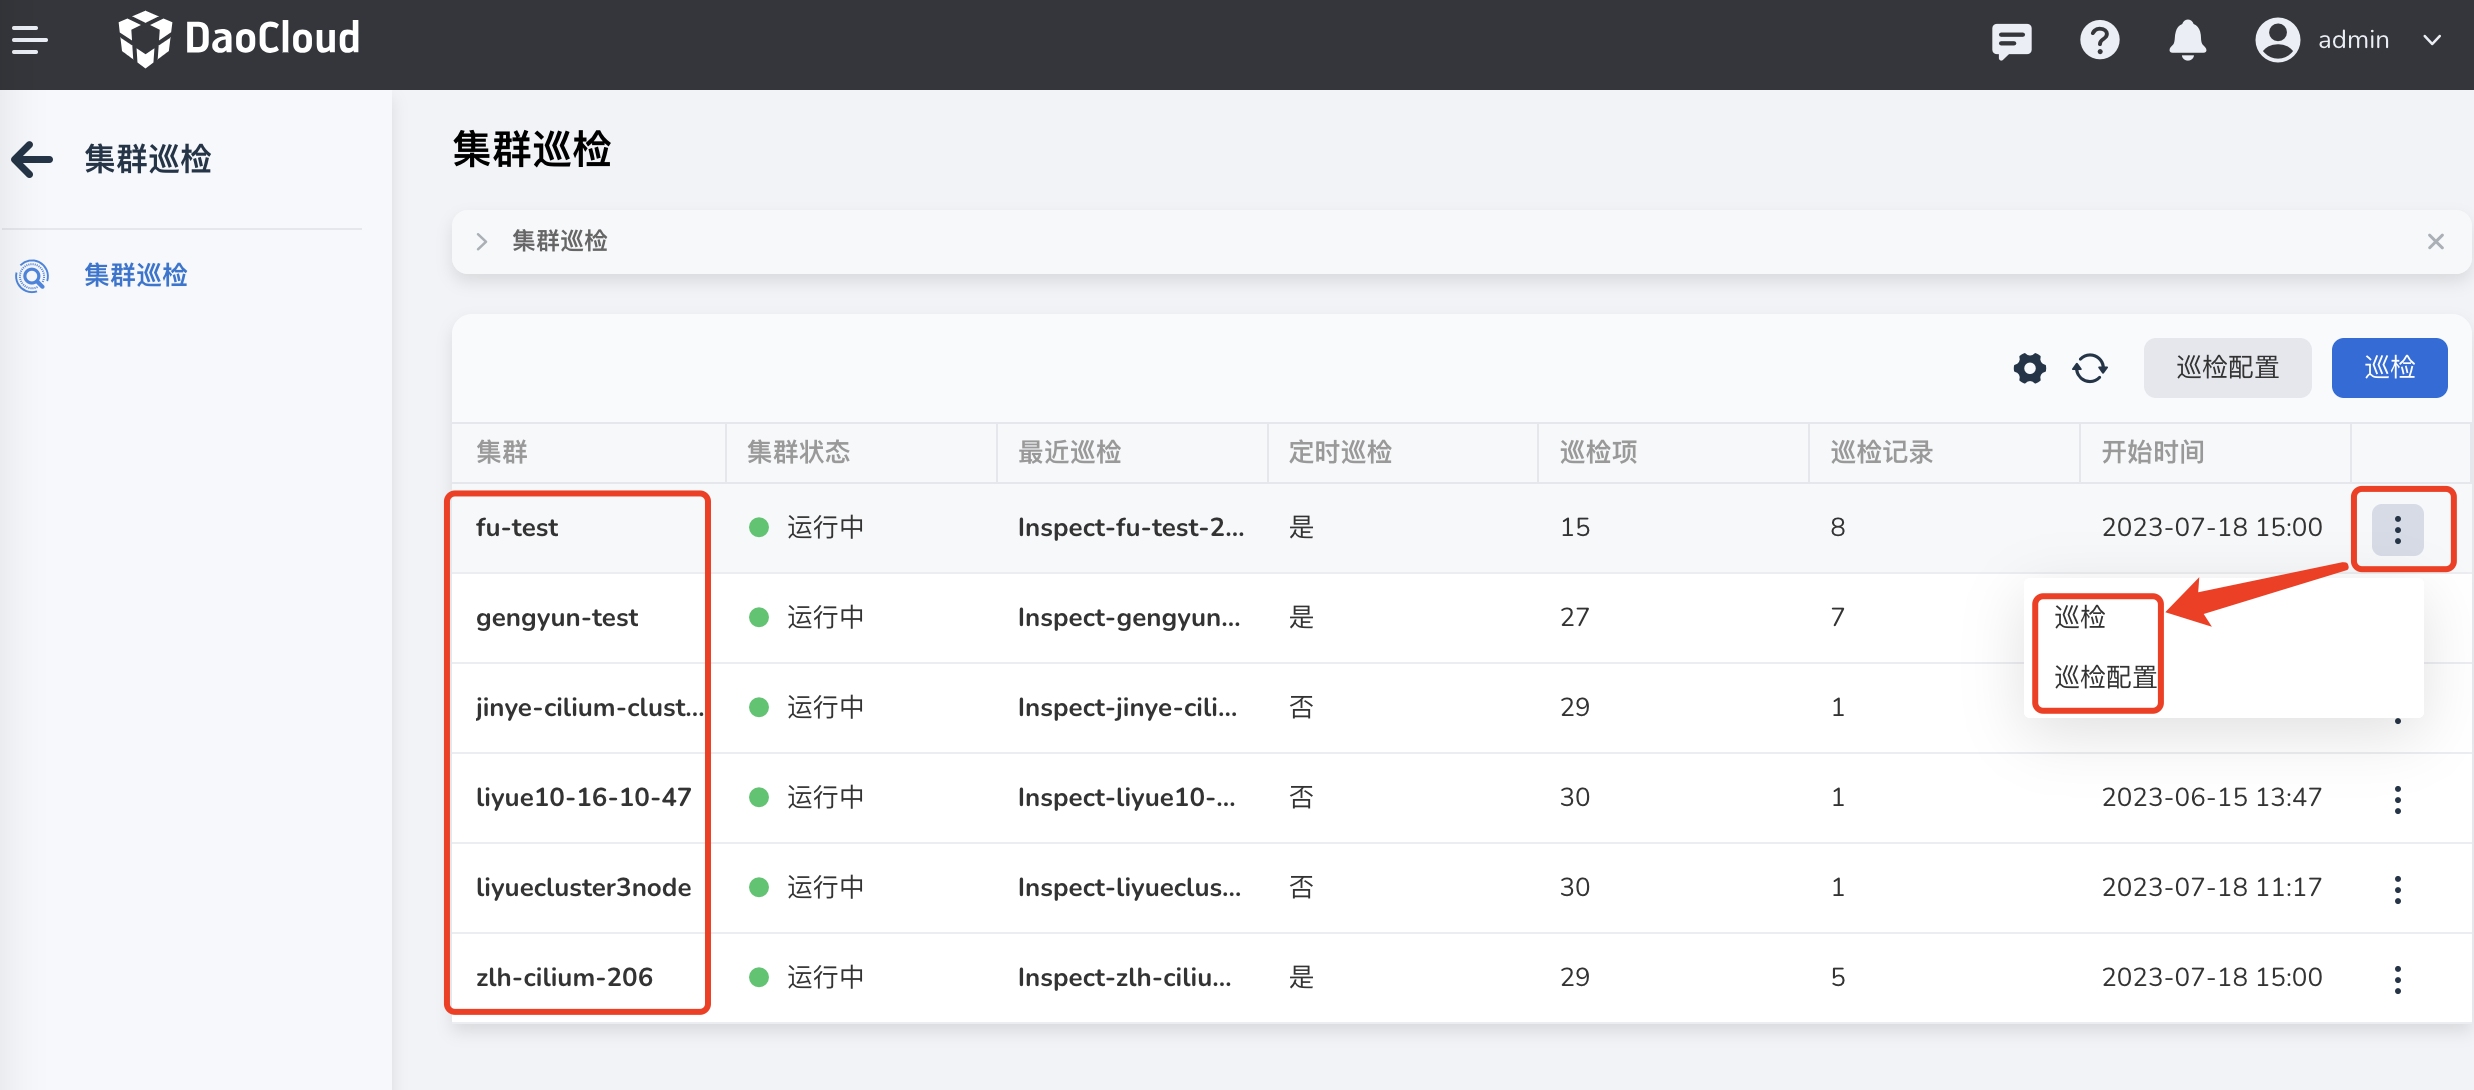 DaoCloud
admin
集群巡检
集群巡检
集群巡检
集群巡检
巡检配置
巡检
集群 集群状态 最近巡检 定时巡检 巡检项 巡检记录 开始时间
fu-test 运行中 Inspect-fu-test-2... 是 15 8 2023-07-18 15:00
gengyun-test 运行中 Inspect-gengyun... 是 27 7
巡检
巡检配置
jinye-cilium-clust... 运行中 Inspect-jinye-cili... 否 29 1
liyue10-16-10-47 运行中 Inspect-liyue10-... 否 30 1 2023-06-15 13:47
liyuecluster3node 运行中 Inspect-liyueclus... 否 30 1 2023-07-18 11:17
zlh-cilium-206 运行中 Inspect-zlh-ciliu... 是 29 5 2023-07-18 15:00